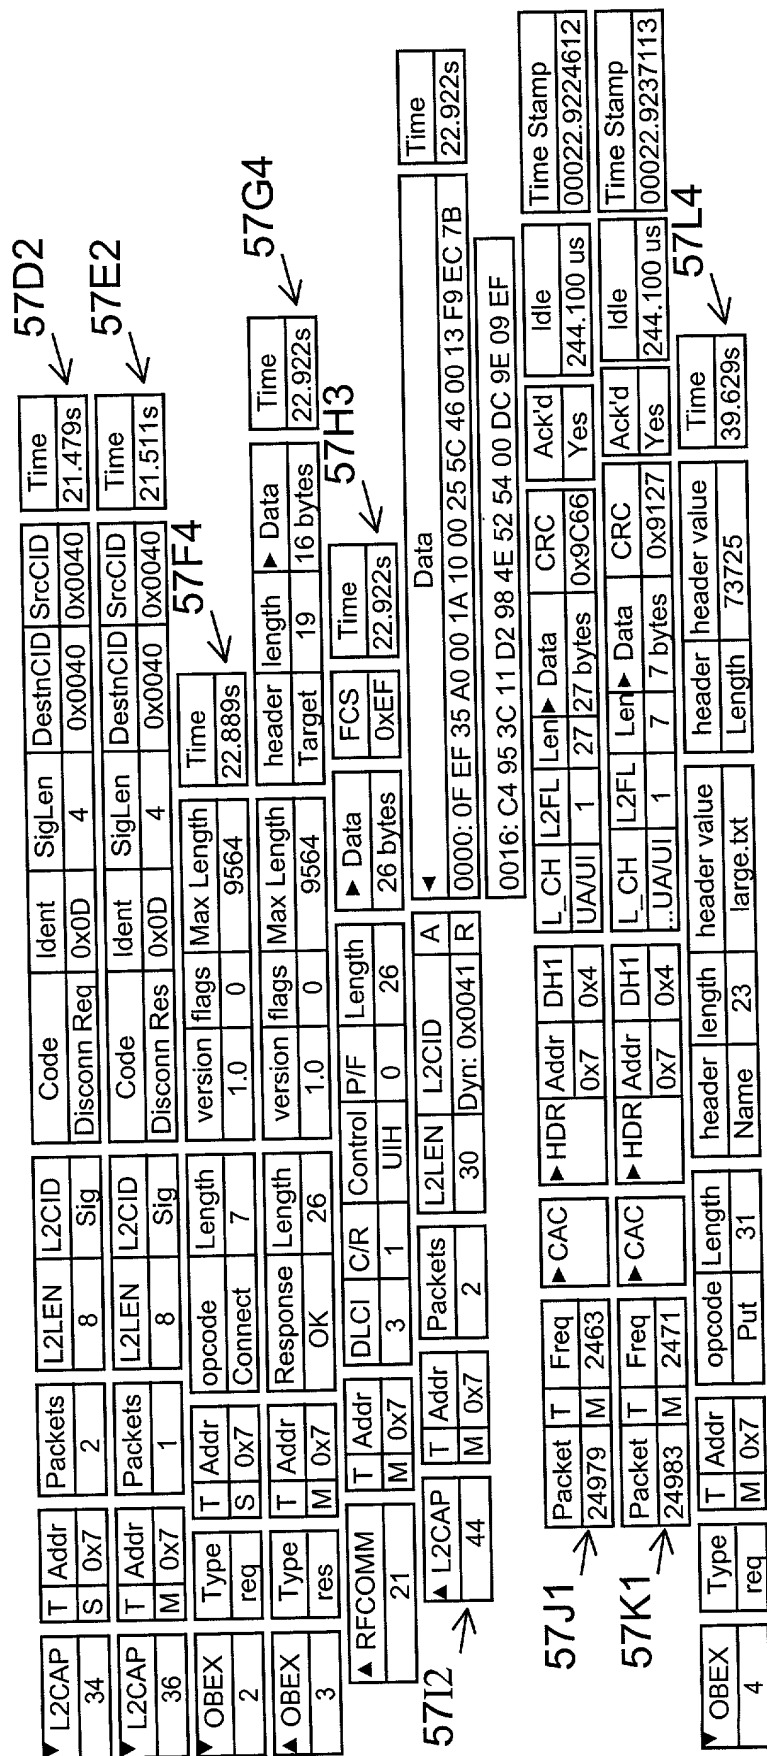 ▼ L2CAP T Addr Packets L2LEN L2CID Code Ident SigLen DestnCID SrcCID Time 57D2
34 S 0x7 2 8 Sig Disconn Req 0x0D 4 0x0040 0x0040 21.479s
▼ L2CAP T Addr Packets L2LEN L2CID Code Ident SigLen DestnCID SrcCID Time 57E2
36 M 0x7 1 8 Sig Disconn Res 0x0D 4 0x0040 0x0040 21.511s
▼ OBEX Type T Addr opcode Length version flags Max Length Time 57F4
2 req S 0x7 Connect 7 1.0 0 9564 22.889s
▲ OBEX Type T Addr Response Length version flags Max Length header length ▶ Data Time 57G4
3 res M 0x7 OK 26 1.0 0 9564 Target 19 16 bytes 22.922s
▲ RFCOMM T Addr DLCI C/R Control P/F Length ▶ Data FCS Time 57H3
21 M 0x7 3 1 UIH 0 26 26 bytes 0xEF 22.922s
57I2 ▲ L2CAP T Addr Packets L2LEN L2CID A ◀ Data Time
44 M 0x7 2 30 Dyn: 0x0041 R 0000: 0F EF 35 A0 00 1A 10 00 25 5C 46 00 13 F9 EC 7B 22.922s
0016: C4 95 3C 11 D2 98 4E 52 54 00 DC 9E 09 EF
57J1 Packet T Freq ▶ CAC ▶ HDR Addr DH1 L_CH L2FL Len ▶ Data CRC Ack'd Idle Time Stamp
24979 M 2463 0x7 0x4 UA/UI 1 27 27 bytes 0x9C66 Yes 244.100 us 00022.9224612
57K1 Packet T Freq ▶ CAC ▶ HDR Addr DH1 L_CH L2FL Len ▶ Data CRC Ack'd Idle Time Stamp
24983 M 2471 0x7 0x4 ...UA/UI 1 7 7 bytes 0x9127 Yes 244.100 us 00022.9237113
▼ OBEX Type T Addr opcode Length header length header value header header value Time 57L4
4 req M 0x7 Put 31 Name 23 large.txt Length 73725 39.629s